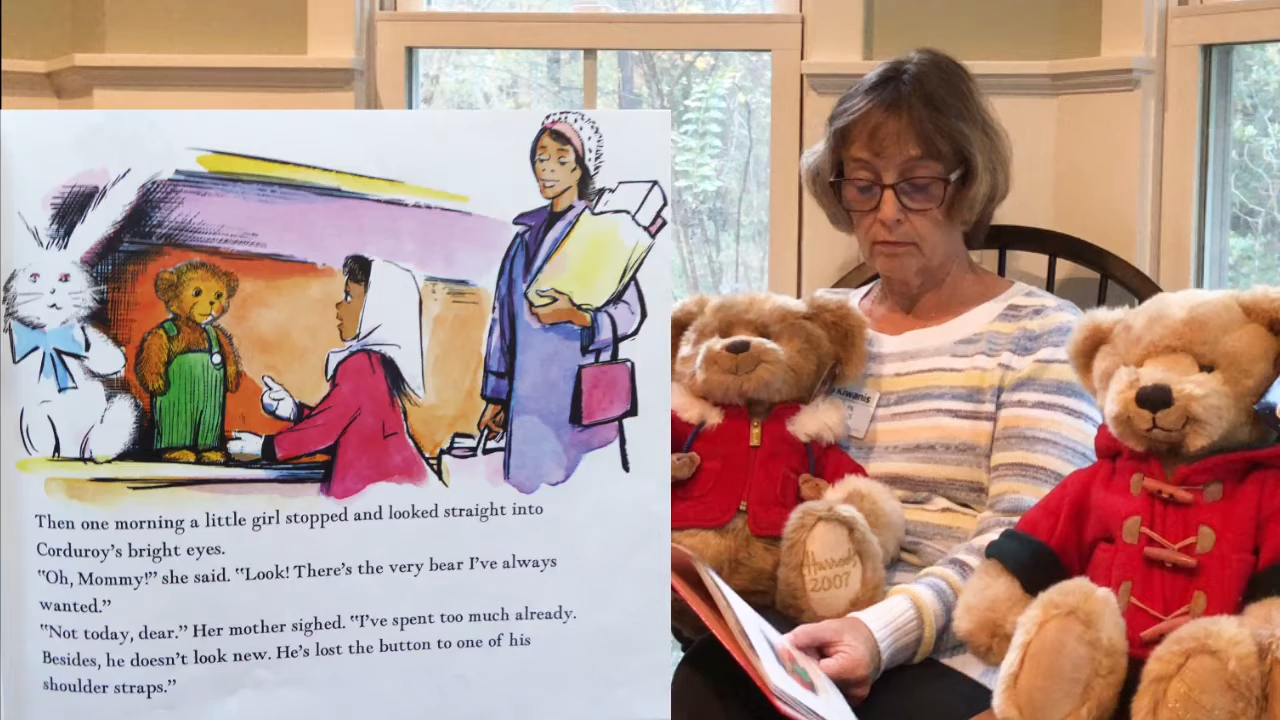 Then one morning a little girl stopped and looked straight into
Corduroy's bright eyes.
"Oh, Mommy!" she said. "Look! There's the very bear I've always
wanted."
"Not today, dear." Her mother sighed. "I've spent too much already.
Besides, he doesn't look new. He's lost the button to one of his
shoulder straps."
Kiwanis
Harrods
2007